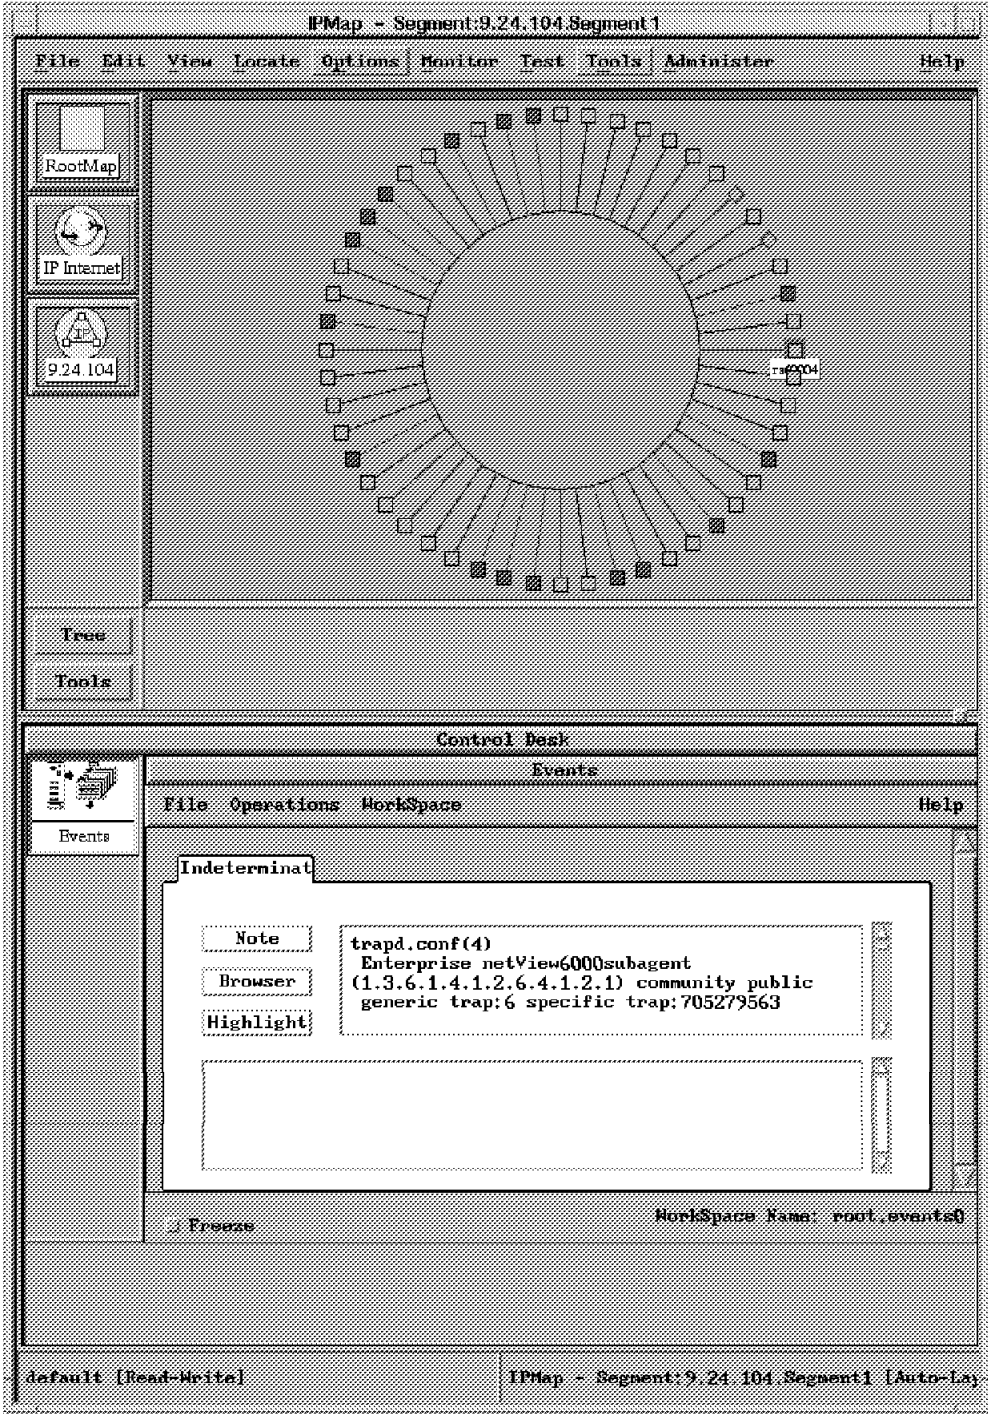 IPMap - Segment:9.24.104.Segment1
File Edit View Locate Options Monitor Test Tools Administer Help
RootMap
IP Internet
IP
9.24.104
Tree
Tools
Control Desk
Events
File Operations WorkSpace Help
Events
Indeterminat
Note
Browser
Highlight
trapd.conf(4)
Enterprise netView6000subagent
(1.3.6.1.4.1.2.6.4.1.2.1) community public
generic trap:6 specific trap:705279563
Freeze
WorkSpace Name: root.events0
default [Read-Write]
IPMap - Segment:9.24.104.Segment1 [Auto-Lay